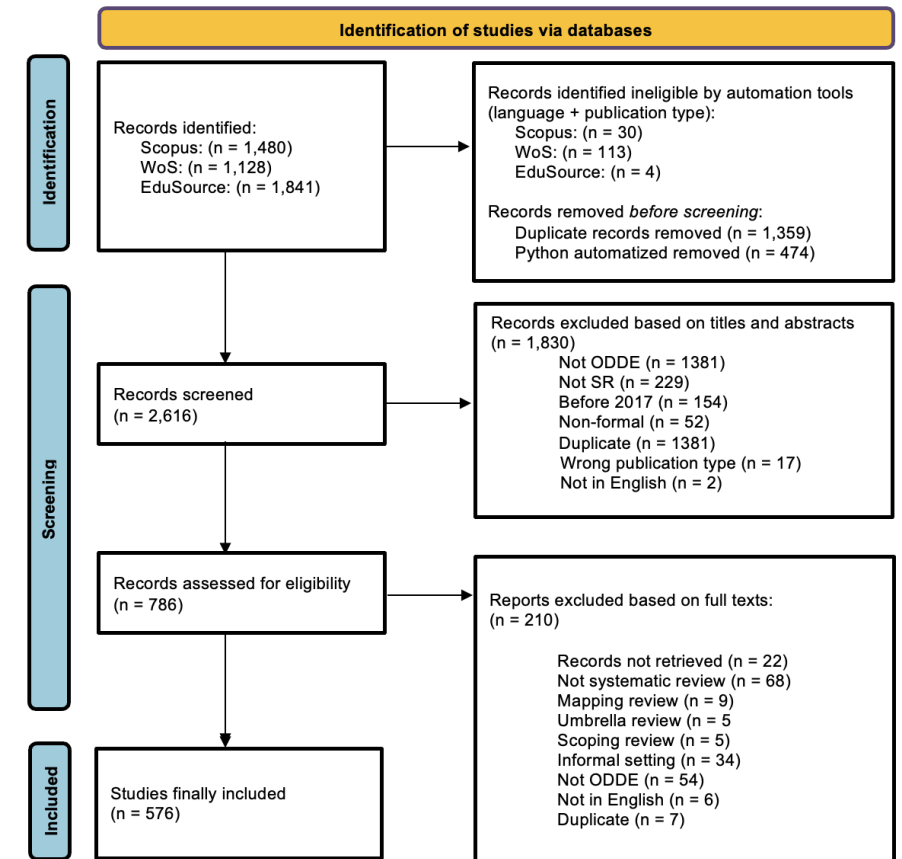 Identification of studies via databases
Identification
Records identified:
Scopus: (n = 1,480)
WoS: (n = 1,128)
EduSource: (n = 1,841)
Records identified ineligible by automation tools
(language + publication type):
Scopus: (n = 30)
WoS: (n = 113)
EduSource: (n = 4)
Records removed before screening:
Duplicate records removed (n = 1,359)
Python automatized removed (n = 474)
Screening
Records screened
(n = 2,616)
Records excluded based on titles and abstracts
(n = 1,830)
Not ODDE (n = 1381)
Not SR (n = 229)
Before 2017 (n = 154)
Non-formal (n = 52)
Duplicate (n = 1381)
Wrong publication type (n = 17)
Not in English (n = 2)
Records assessed for eligibility
(n = 786)
Reports excluded based on full texts:
(n = 210)
Records not retrieved (n = 22)
Not systematic review (n = 68)
Mapping review (n = 9)
Umbrella review (n = 5
Scoping review (n = 5)
Informal setting (n = 34)
Not ODDE (n = 54)
Not in English (n = 6)
Duplicate (n = 7)
Included
Studies finally included
(n = 576)